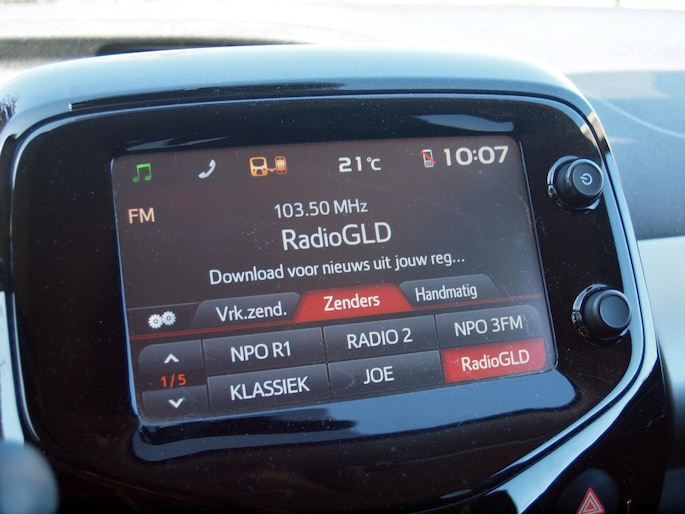 21°C 10:07
FM
103.50 MHz
RadioGLD
Download voor nieuws uit jouw reg...
Vrk.zend. Zenders Handmatig
NPO R1 RADIO 2 NPO 3FM
1/5
KLASSIEK JOE RadioGLD